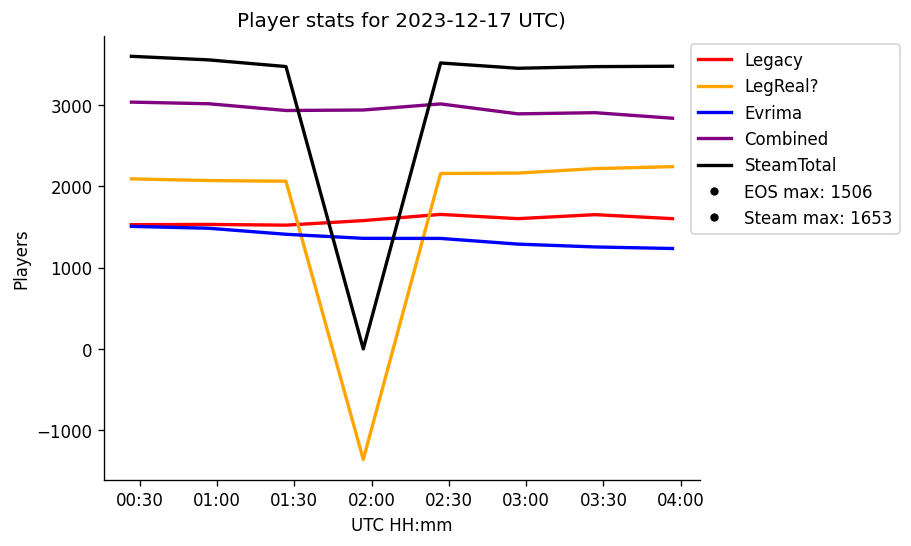 Player stats for 2023-12-17 UTC)
Legacy
LegReal?
Evrima
Combined
SteamTotal
EOS max: 1506
Steam max: 1653
Players
3000
2000
1000
0
−1000
00:30 01:00 01:30 02:00 02:30 03:00 03:30 04:00
UTC HH:mm